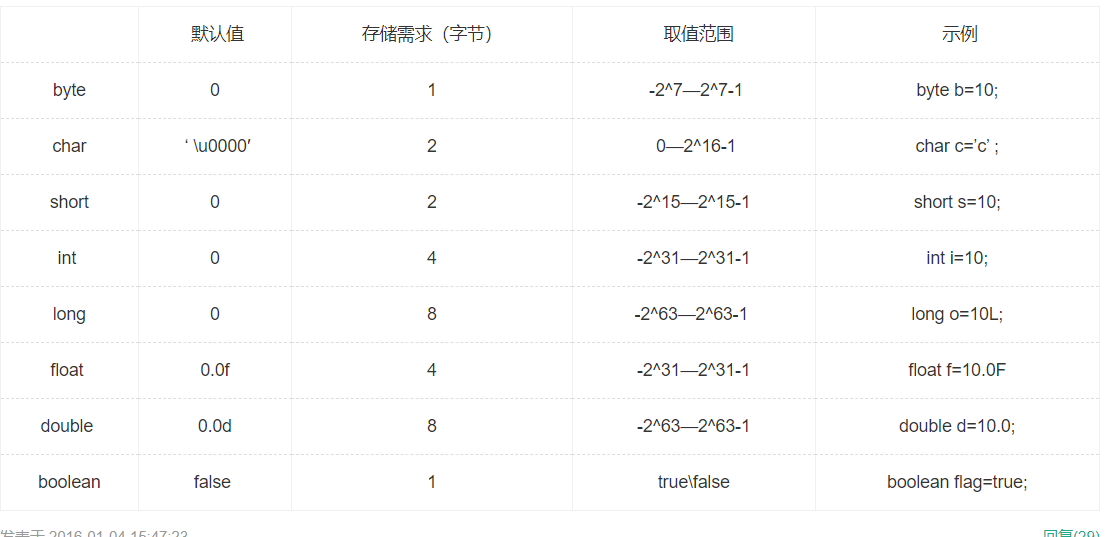 默认值 存储需求（字节） 取值范围 示例
byte 0 1 -2^7—2^7-1 byte b=10;
char ‘ \u0000′ 2 0—2^16-1 char c=’c’ ;
short 0 2 -2^15—2^15-1 short s=10;
int 0 4 -2^31—2^31-1 int i=10;
long 0 8 -2^63—2^63-1 long o=10L;
float 0.0f 4 -2^31—2^31-1 float f=10.0F
double 0.0d 8 -2^63—2^63-1 double d=10.0;
boolean false 1 true\false boolean flag=true;
发表于 2016-01-04 15:47:23 回复(29)